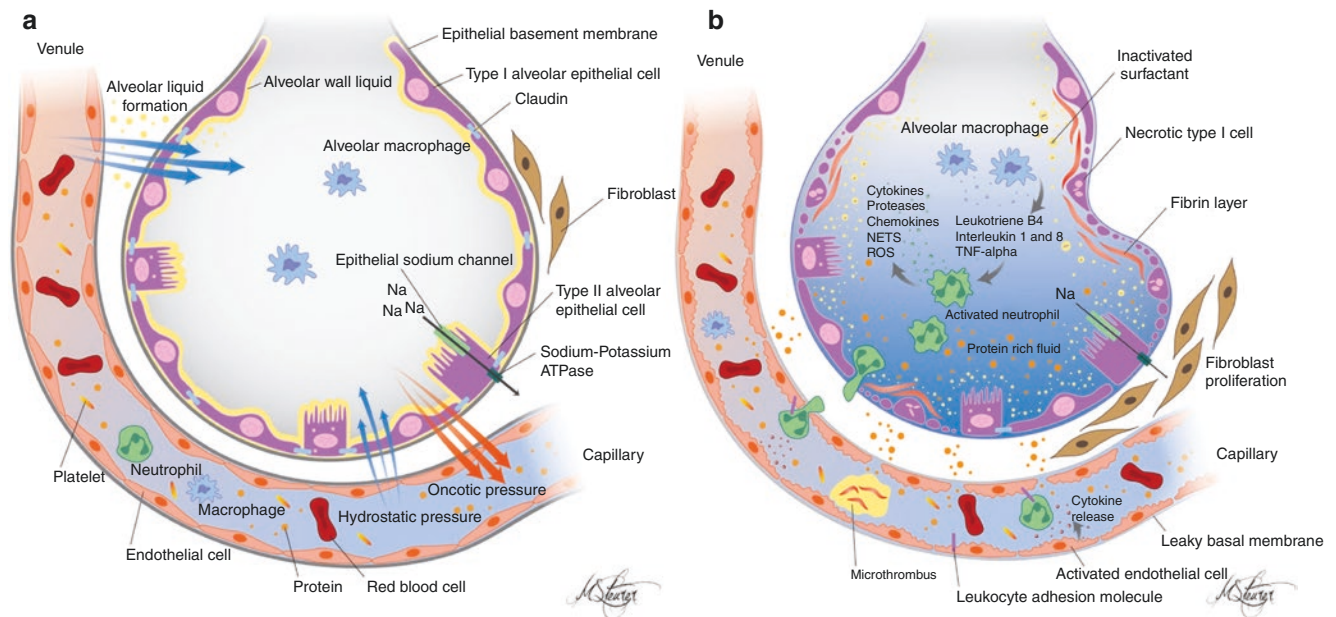 a
Venule
Alveolar liquid
formation
Alveolar wall liquid
Epithelial basement membrane
Type I alveolar epithelial cell
Claudin
Alveolar macrophage
Fibroblast
Epithelial sodium channel
Na
Na
Na
Type II alveolar
epithelial cell
Sodium-Potassium
ATPase
Capillary
Oncotic pressure
Hydrostatic pressure
Platelet
Neutrophil
Macrophage
Endothelial cell
Protein
Red blood cell
b
Venule
Inactivated
surfactant
Alveolar macrophage
Necrotic type I cell
Cytokines
Proteases
Chemokines
NETS
ROS
Leukotriene B4
Interleukin 1 and 8
TNF-alpha
Fibrin layer
Na
Activated neutrophil
Protein rich fluid
Fibroblast
proliferation
Capillary
Cytokine
release
Leaky basal membrane
Microthrombus
Activated endothelial cell
Leukocyte adhesion molecule